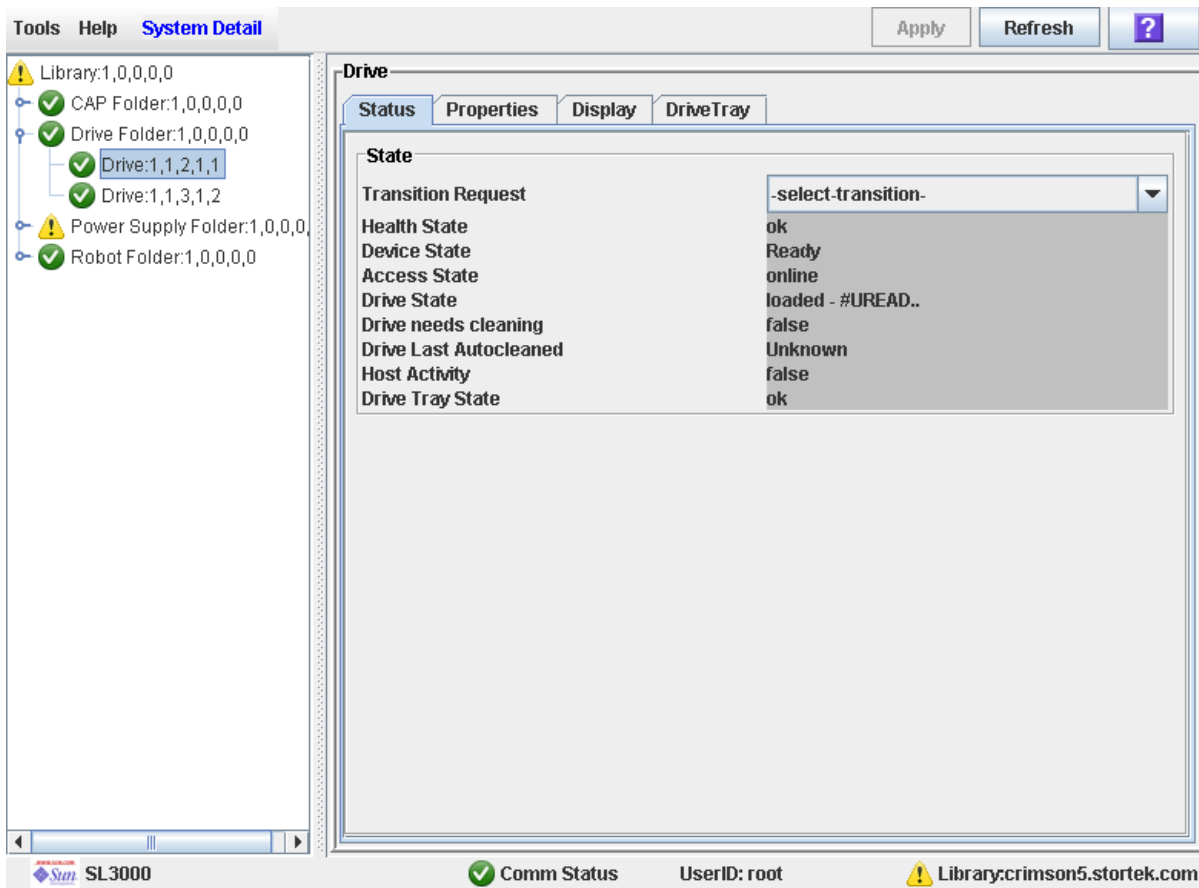 Tools Help System Detail Apply Refresh ?
Library:1,0,0,0,0
CAP Folder:1,0,0,0,0
Drive Folder:1,0,0,0,0
Drive:1,1,2,1,1
Drive:1,1,3,1,2
Power Supply Folder:1,0,0,0,
Robot Folder:1,0,0,0,0
Drive
Status Properties Display DriveTray
State
Transition Request -select-transition-
Health State ok
Device State Ready
Access State online
Drive State loaded - #UREAD..
Drive needs cleaning false
Drive Last Autocleaned Unknown
Host Activity false
Drive Tray State ok
Sun SL3000 Comm Status UserID: root Library:crimson5.stortek.com